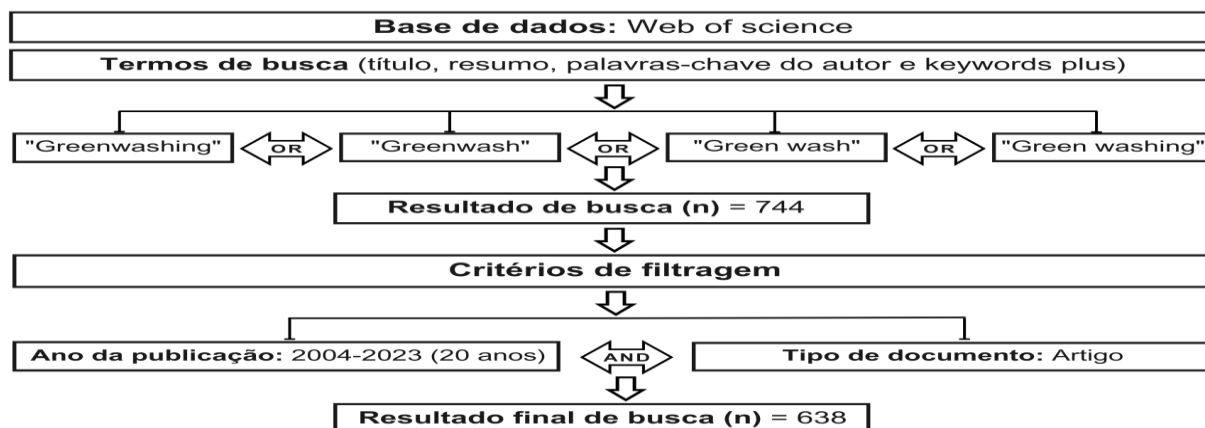 Base de dados: Web of science
Termos de busca (título, resumo, palavras-chave do autor e keywords plus)
"Greenwashing" OR "Greenwash" OR "Green wash" OR "Green washing"
Resultado de busca (n) = 744
Critérios de filtragem
Ano da publicação: 2004-2023 (20 anos) AND Tipo de documento: Artigo
Resultado final de busca (n) = 638